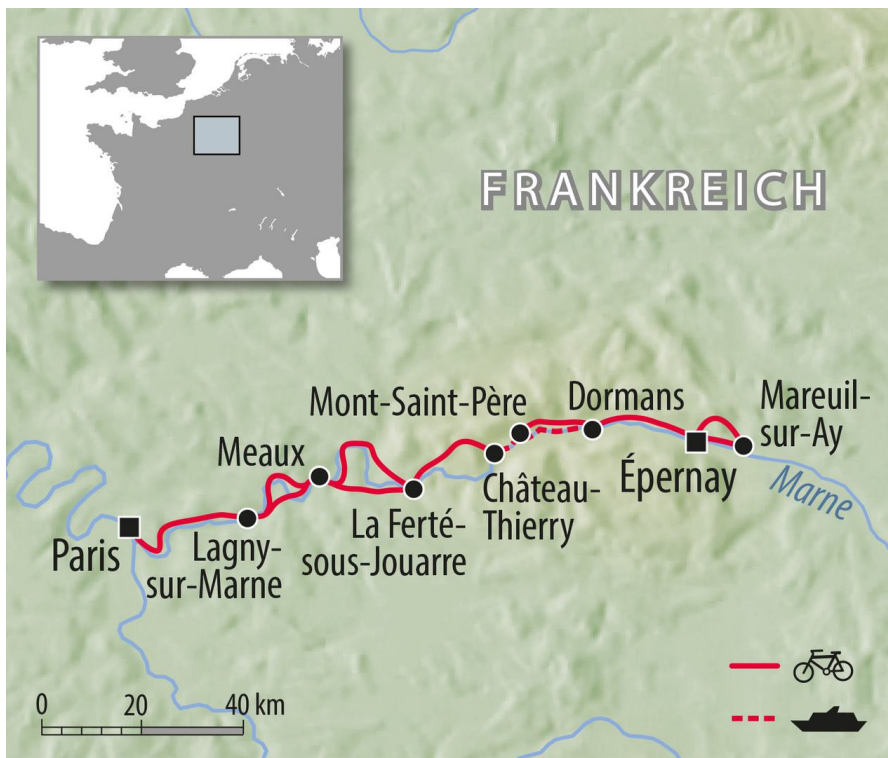 FRANKREICH
Mont-Saint-Père
Dormans
Mareuil-
sur-Ay
Meaux
Épernay
Château-
Thierry
Marne
La Ferté-
sous-Jouarre
Paris
Lagny-
sur-Marne
0 20 40 km